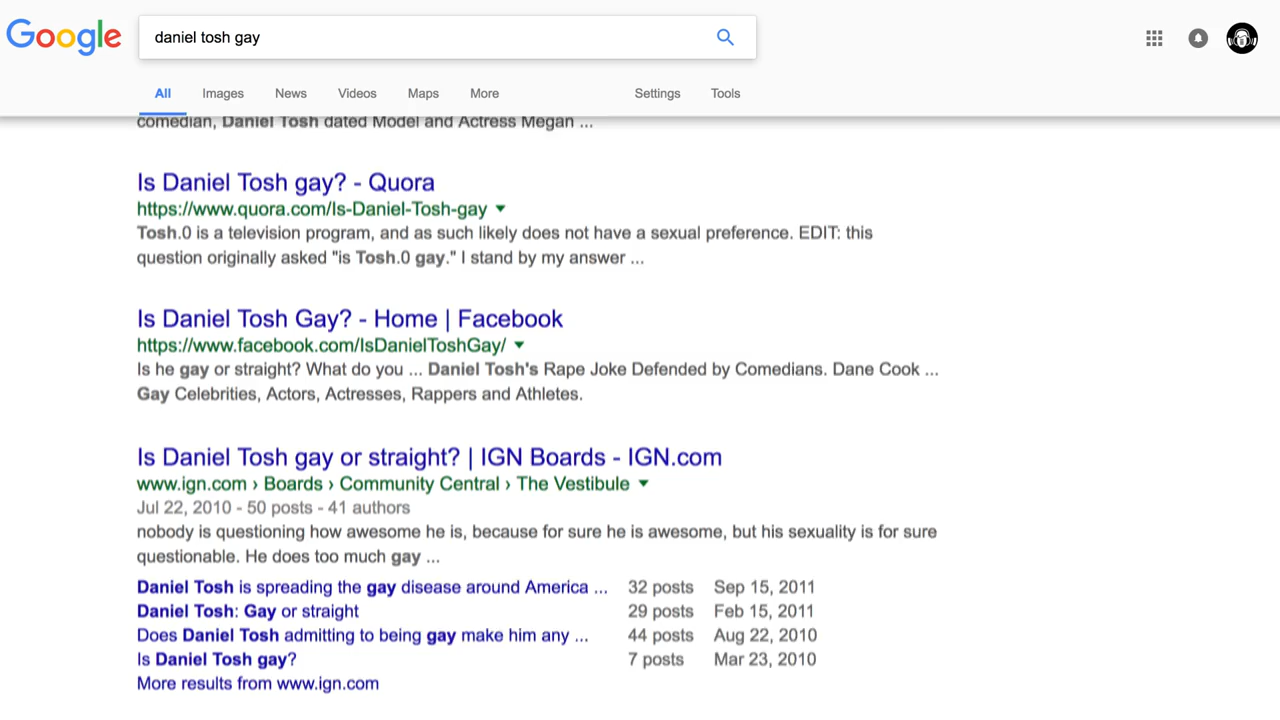 Google
daniel tosh gay
All Images News Videos Maps More Settings Tools
comedian, Daniel Tosh dated Model and Actress Megan ...
Is Daniel Tosh gay? - Quora
https://www.quora.com/Is-Daniel-Tosh-gay
Tosh.0 is a television program, and as such likely does not have a sexual preference. EDIT: this
question originally asked "is Tosh.0 gay." I stand by my answer ...
Is Daniel Tosh Gay? - Home | Facebook
https://www.facebook.com/IsDanielToshGay/
Is he gay or straight? What do you ... Daniel Tosh's Rape Joke Defended by Comedians. Dane Cook ...
Gay Celebrities, Actors, Actresses, Rappers and Athletes.
Is Daniel Tosh gay or straight? | IGN Boards - IGN.com
www.ign.com › Boards › Community Central › The Vestibule
Jul 22, 2010 - 50 posts - 41 authors
nobody is questioning how awesome he is, because for sure he is awesome, but his sexuality is for sure
questionable. He does too much gay ...
Daniel Tosh is spreading the gay disease around America ... 32 posts Sep 15, 2011
Daniel Tosh: Gay or straight 29 posts Feb 15, 2011
Does Daniel Tosh admitting to being gay make him any ... 44 posts Aug 22, 2010
Is Daniel Tosh gay? 7 posts Mar 23, 2010
More results from www.ign.com